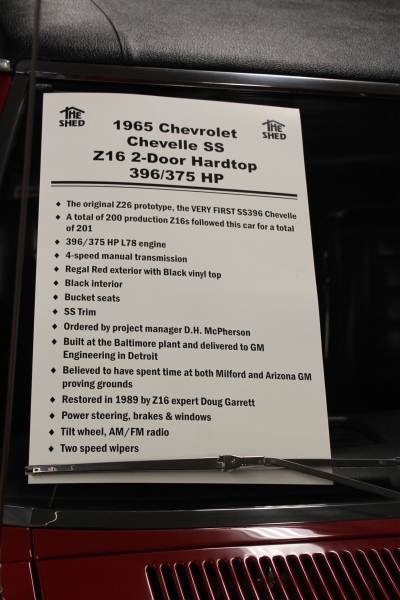 THE
SHED
THE
SHED
1965 Chevrolet
Chevelle SS
Z16 2-Door Hardtop
396/375 HP
♦ The original Z26 prototype, the VERY FIRST SS396 Chevelle
♦ A total of 200 production Z16s followed this car for a total
of 201
♦ 396/375 HP L78 engine
♦ 4-speed manual transmission
♦ Regal Red exterior with Black vinyl top
♦ Black interior
♦ Bucket seats
♦ SS Trim
♦ Ordered by project manager D.H. McPherson
♦ Built at the Baltimore plant and delivered to GM
Engineering in Detroit
♦ Believed to have spent time at both Milford and Arizona GM
proving grounds
♦ Restored in 1989 by Z16 expert Doug Garrett
♦ Power steering, brakes & windows
♦ Tilt wheel, AM/FM radio
♦ Two speed wipers